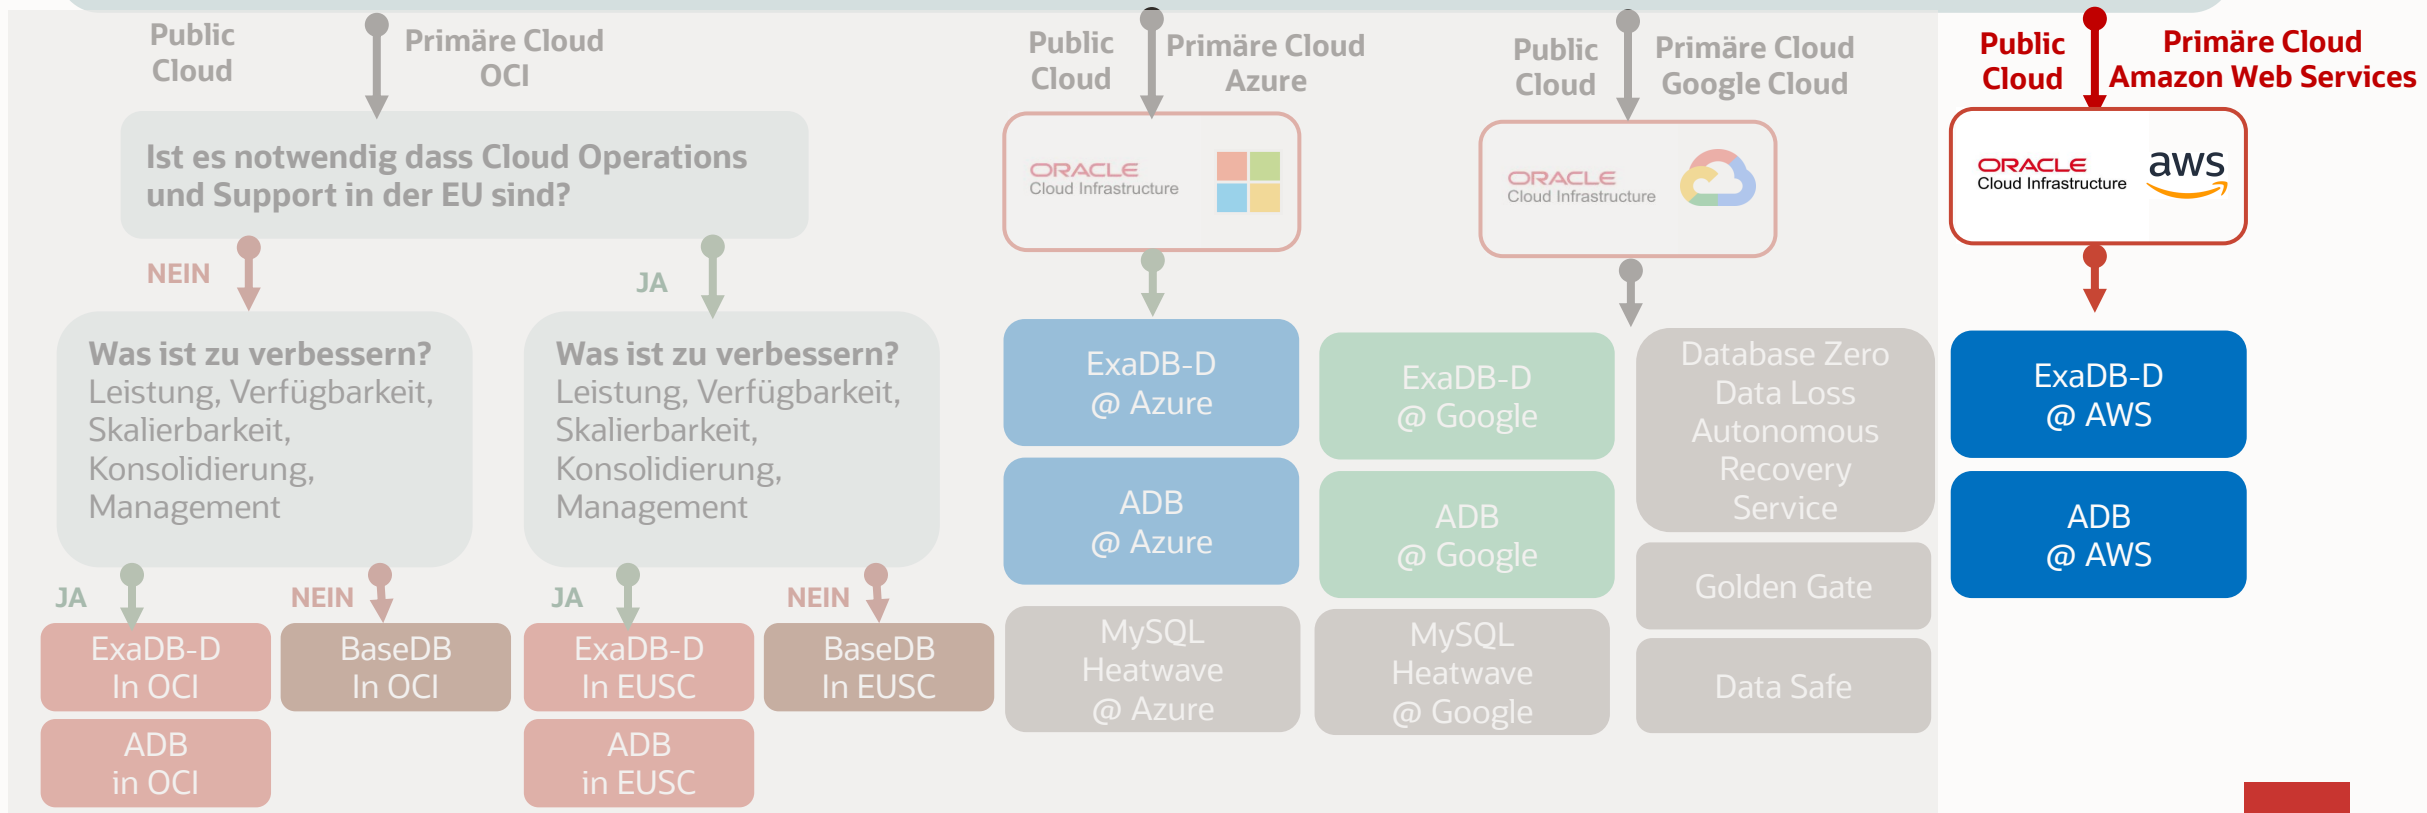 Public
Cloud
Primäre Cloud
OCI
Public
Cloud
Primäre Cloud
Azure
Public
Cloud
Primäre Cloud
Google Cloud
Public
Cloud
Primäre Cloud
Amazon Web Services
Ist es notwendig dass Cloud Operations
und Support in der EU sind?
ORACLE
Cloud Infrastructure
ORACLE
Cloud Infrastructure
ORACLE
Cloud Infrastructure
aws
NEIN
JA
Was ist zu verbessern?
Leistung, Verfügbarkeit,
Skalierbarkeit,
Konsolidierung,
Management
Was ist zu verbessern?
Leistung, Verfügbarkeit,
Skalierbarkeit,
Konsolidierung,
Management
JA
NEIN
JA
NEIN
ExaDB-D
In OCI
BaseDB
In OCI
ExaDB-D
In EUSC
BaseDB
In EUSC
ADB
in OCI
ADB
in EUSC
ExaDB-D
@ Azure
ADB
@ Azure
MySQL
Heatwave
@ Azure
ExaDB-D
@ Google
ADB
@ Google
MySQL
Heatwave
@ Google
Database Zero
Data Loss
Autonomous
Recovery
Service
Golden Gate
Data Safe
ExaDB-D
@ AWS
ADB
@ AWS